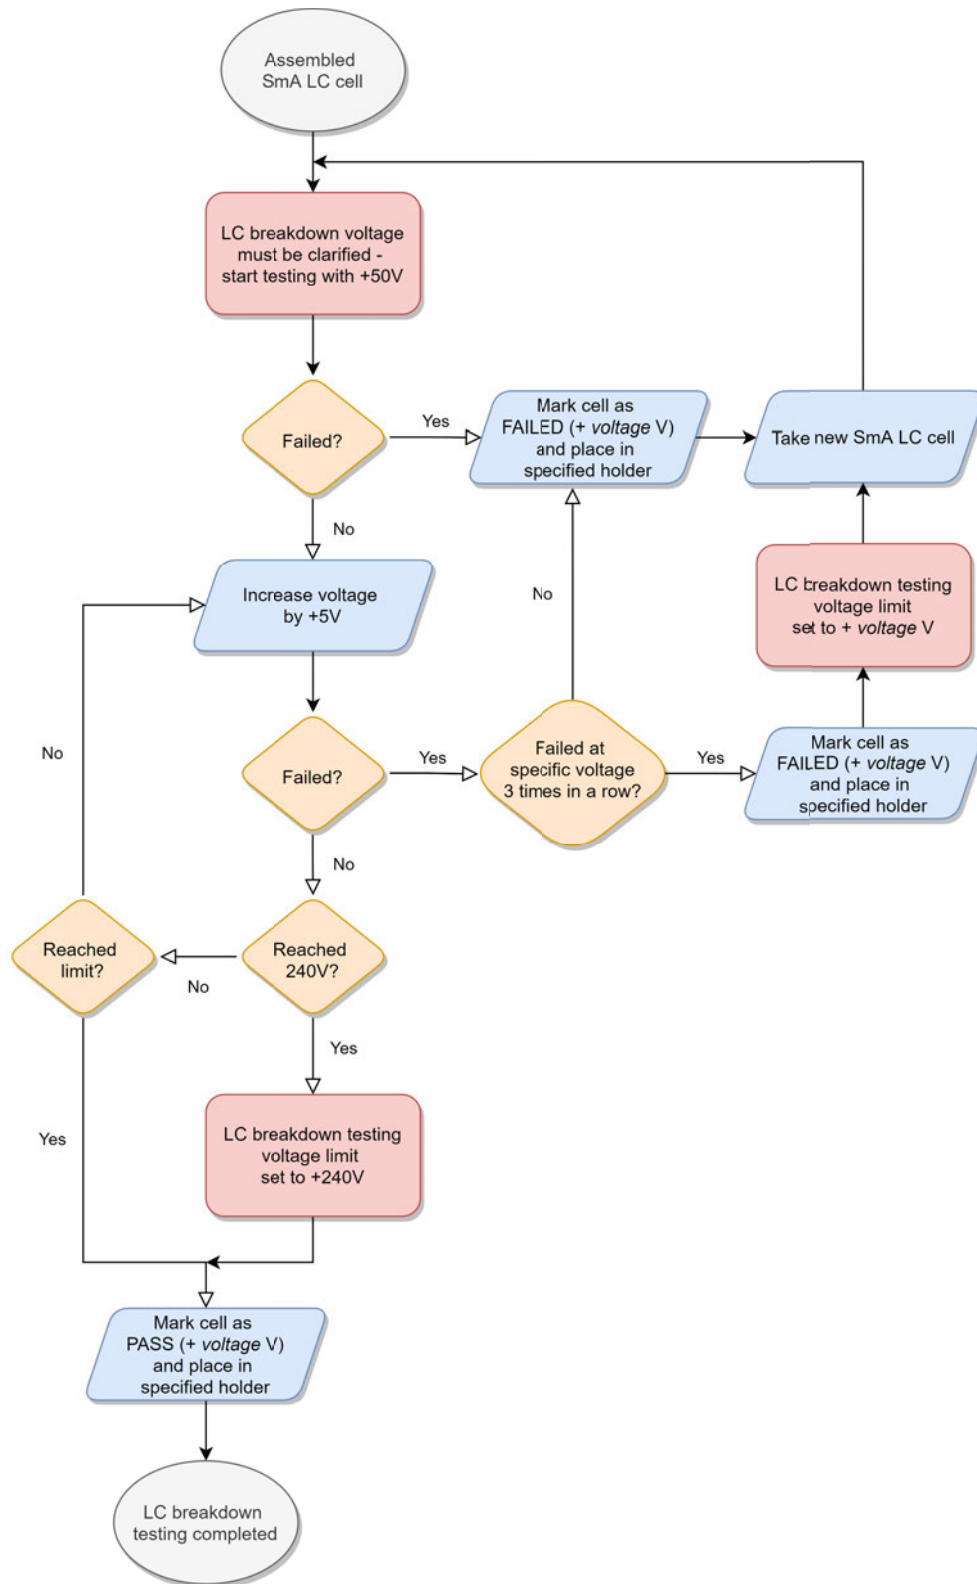 Assembled
SmA LC cell
LC breakdown voltage
must be clarified -
start testing with +50V
Failed?
Yes
Mark cell as
FAILED (+ voltage V)
and place in
specified holder
Take new SmA LC cell
No
Increase voltage
by +5V
No
LC breakdown testing
voltage limit
set to + voltage V
No
Failed?
Yes
Failed at
specific voltage
3 times in a row?
Yes
Mark cell as
FAILED (+ voltage V)
and place in
specified holder
No
Reached
limit?
No
Reached
240V?
Yes
Yes
LC breakdown testing
voltage limit
set to +240V
Mark cell as
PASS (+ voltage V)
and place in
specified holder
LC breakdown
testing completed